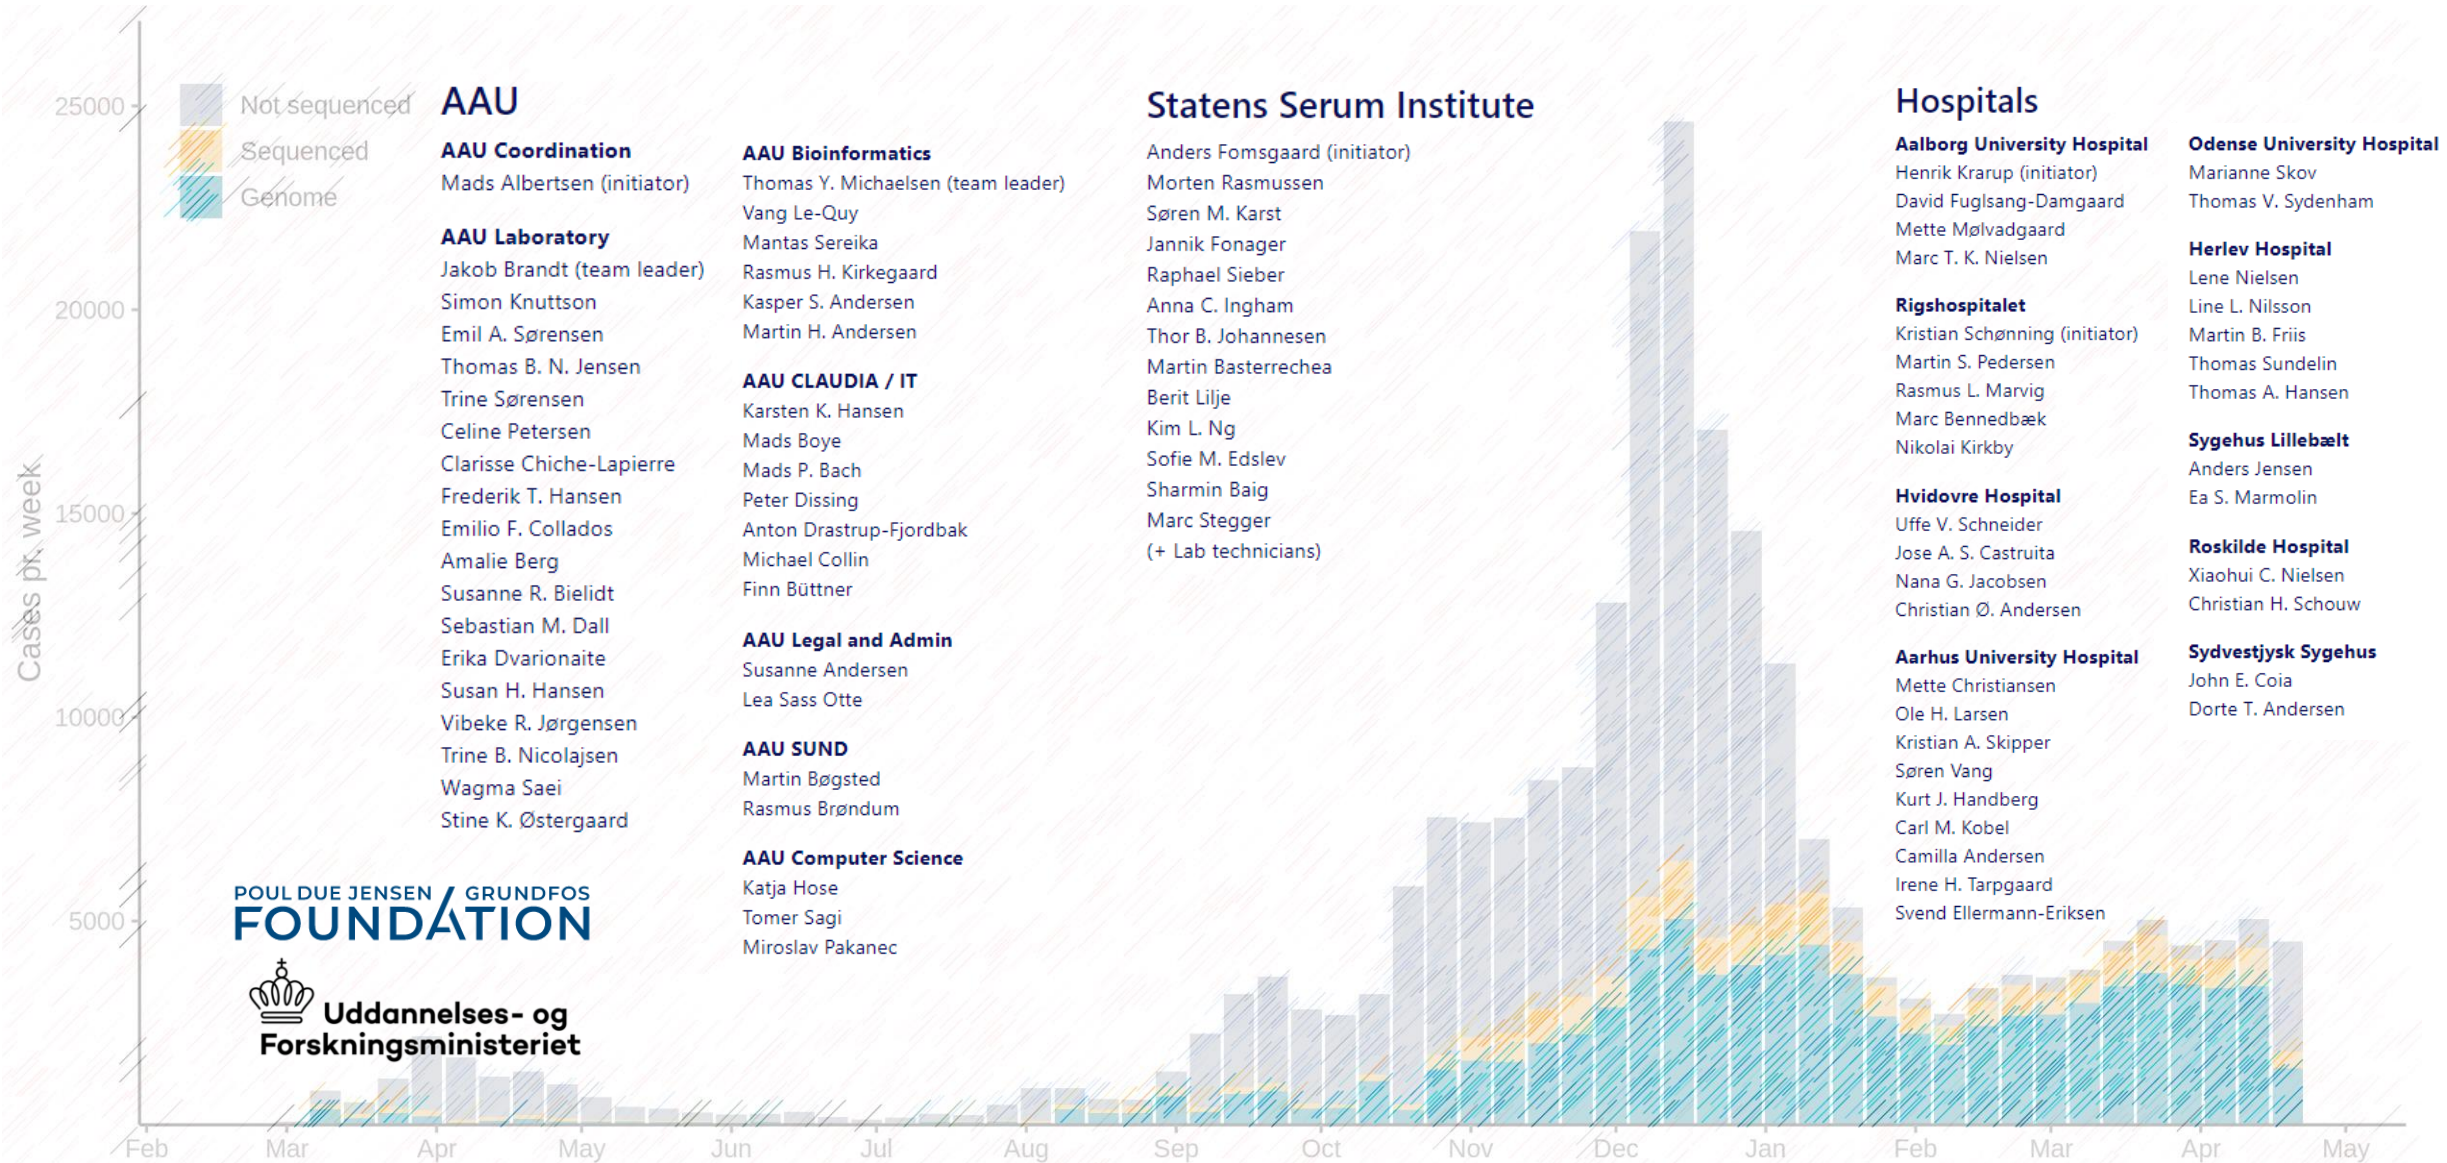 25000
20000
15000
10000
5000
Cases pr. week
Not sequenced
Sequenced
Genome
AAU
AAU Coordination
Mads Albertsen (initiator)
AAU Laboratory
Jakob Brandt (team leader)
Simon Knuttson
Emil A. Sørensen
Thomas B. N. Jensen
Trine Sørensen
Celine Petersen
Clarisse Chiche-Lapierre
Frederik T. Hansen
Emilio F. Collados
Amalie Berg
Susanne R. Bielidt
Sebastian M. Dall
Erika Dvarionaite
Susan H. Hansen
Vibeke R. Jørgensen
Trine B. Nicolajsen
Wagma Saei
Stine K. Østergaard
AAU Bioinformatics
Thomas Y. Michaelsen (team leader)
Vang Le-Quy
Mantas Sereika
Rasmus H. Kirkegaard
Kasper S. Andersen
Martin H. Andersen
AAU CLAUDIA / IT
Karsten K. Hansen
Mads Boye
Mads P. Bach
Peter Dissing
Anton Drastrup-Fjordbak
Michael Collin
Finn Büttner
AAU Legal and Admin
Susanne Andersen
Lea Sass Otte
AAU SUND
Martin Bøgsted
Rasmus Brøndum
AAU Computer Science
Katja Hose
Tomer Sagi
Miroslav Pakanec
Statens Serum Institute
Anders Fomsgaard (initiator)
Morten Rasmussen
Søren M. Karst
Jannik Fonager
Raphael Sieber
Anna C. Ingham
Thor B. Johannesen
Martin Basterrechea
Berit Lilje
Kim L. Ng
Sofie M. Edslev
Sharmin Baig
Marc Stegger
(+ Lab technicians)
Hospitals
Aalborg University Hospital
Henrik Krarup (initiator)
David Fuglsang-Damgaard
Mette Mølvadgaard
Marc T. K. Nielsen
Rigshospitalet
Kristian Schønning (initiator)
Martin S. Pedersen
Rasmus L. Marvig
Marc Bennedbæk
Nikolai Kirkby
Hvidovre Hospital
Uffe V. Schneider
Jose A. S. Castruita
Nana G. Jacobsen
Christian Ø. Andersen
Aarhus University Hospital
Mette Christiansen
Ole H. Larsen
Kristian A. Skipper
Søren Vang
Kurt J. Handberg
Carl M. Kobel
Camilla Andersen
Irene H. Tarpgaard
Svend Ellermann-Eriksen
Odense University Hospital
Marianne Skov
Thomas V. Sydenham
Herlev Hospital
Lene Nielsen
Line L. Nilsson
Martin B. Friis
Thomas Sundelin
Thomas A. Hansen
Sygehus Lillebælt
Anders Jensen
Ea S. Marmolin
Roskilde Hospital
Xiaohui C. Nielsen
Christian H. Schouw
Sydvestjysk Sygehus
John E. Coia
Dorte T. Andersen
POUL DUE JENSEN / GRUNDFOS
FOUNDATION
Uddannelses- og
Forskningsministeriet
Feb Mar Apr May Jun Jul Aug Sep Oct Nov Dec Jan Feb Mar Apr May